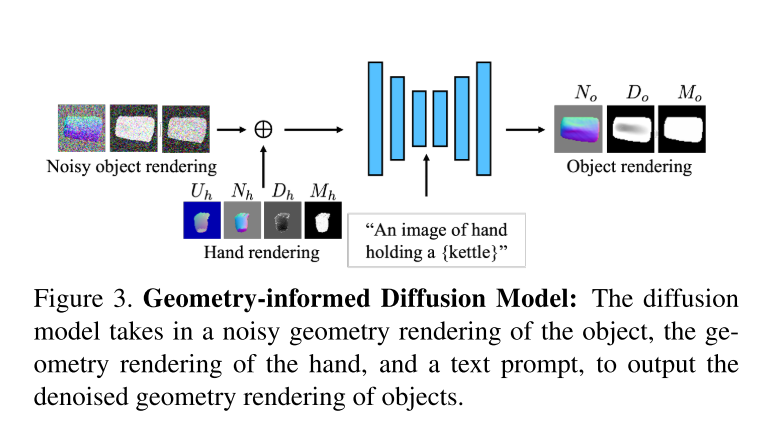 N_o D_o M_o
Noisy object rendering
⊕
Object rendering
U_h N_h D_h M_h
Hand rendering
“An image of hand
holding a {kettle}”
Figure 3. Geometry-informed Diffusion Model: The diffusion
model takes in a noisy geometry rendering of the object, the ge-
ometry rendering of the hand, and a text prompt, to output the
denoised geometry rendering of objects.